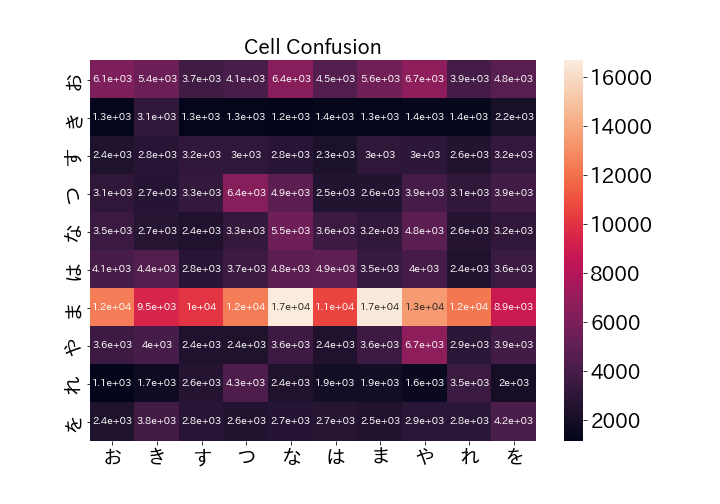 Cell Confusion
お 6.1e+03 5.4e+03 3.7e+03 4.1e+03 6.4e+03 4.5e+03 5.6e+03 6.7e+03 3.9e+03 4.8e+03
き 1.3e+03 3.1e+03 1.3e+03 1.3e+03 1.2e+03 1.4e+03 1.3e+03 1.4e+03 1.4e+03 2.2e+03
す 2.4e+03 2.8e+03 3.2e+03 3e+03 2.8e+03 2.3e+03 3e+03 3e+03 2.6e+03 3.2e+03
つ 3.1e+03 2.7e+03 3.3e+03 6.4e+03 4.9e+03 2.5e+03 2.6e+03 3.9e+03 3.1e+03 3.9e+03
な 3.5e+03 2.7e+03 2.4e+03 3.3e+03 5.5e+03 3.6e+03 3.2e+03 4.8e+03 2.6e+03 3.2e+03
は 4.1e+03 4.4e+03 2.8e+03 3.7e+03 4.8e+03 4.9e+03 3.5e+03 4e+03 2.4e+03 3.6e+03
ま 1.2e+04 9.5e+03 1e+04 1.2e+04 1.7e+04 1.1e+04 1.7e+04 1.3e+04 1.2e+04 8.9e+03
や 3.6e+03 4e+03 2.4e+03 2.4e+03 3.6e+03 2.4e+03 3.6e+03 6.7e+03 2.9e+03 3.9e+03
れ 1.1e+03 1.7e+03 2.6e+03 4.3e+03 2.4e+03 1.9e+03 1.9e+03 1.6e+03 3.5e+03 2e+03
を 2.4e+03 3.8e+03 2.8e+03 2.6e+03 2.7e+03 2.7e+03 2.5e+03 2.9e+03 2.8e+03 4.2e+03
お き す つ な は ま や れ を
16000
14000
12000
10000
8000
6000
4000
2000